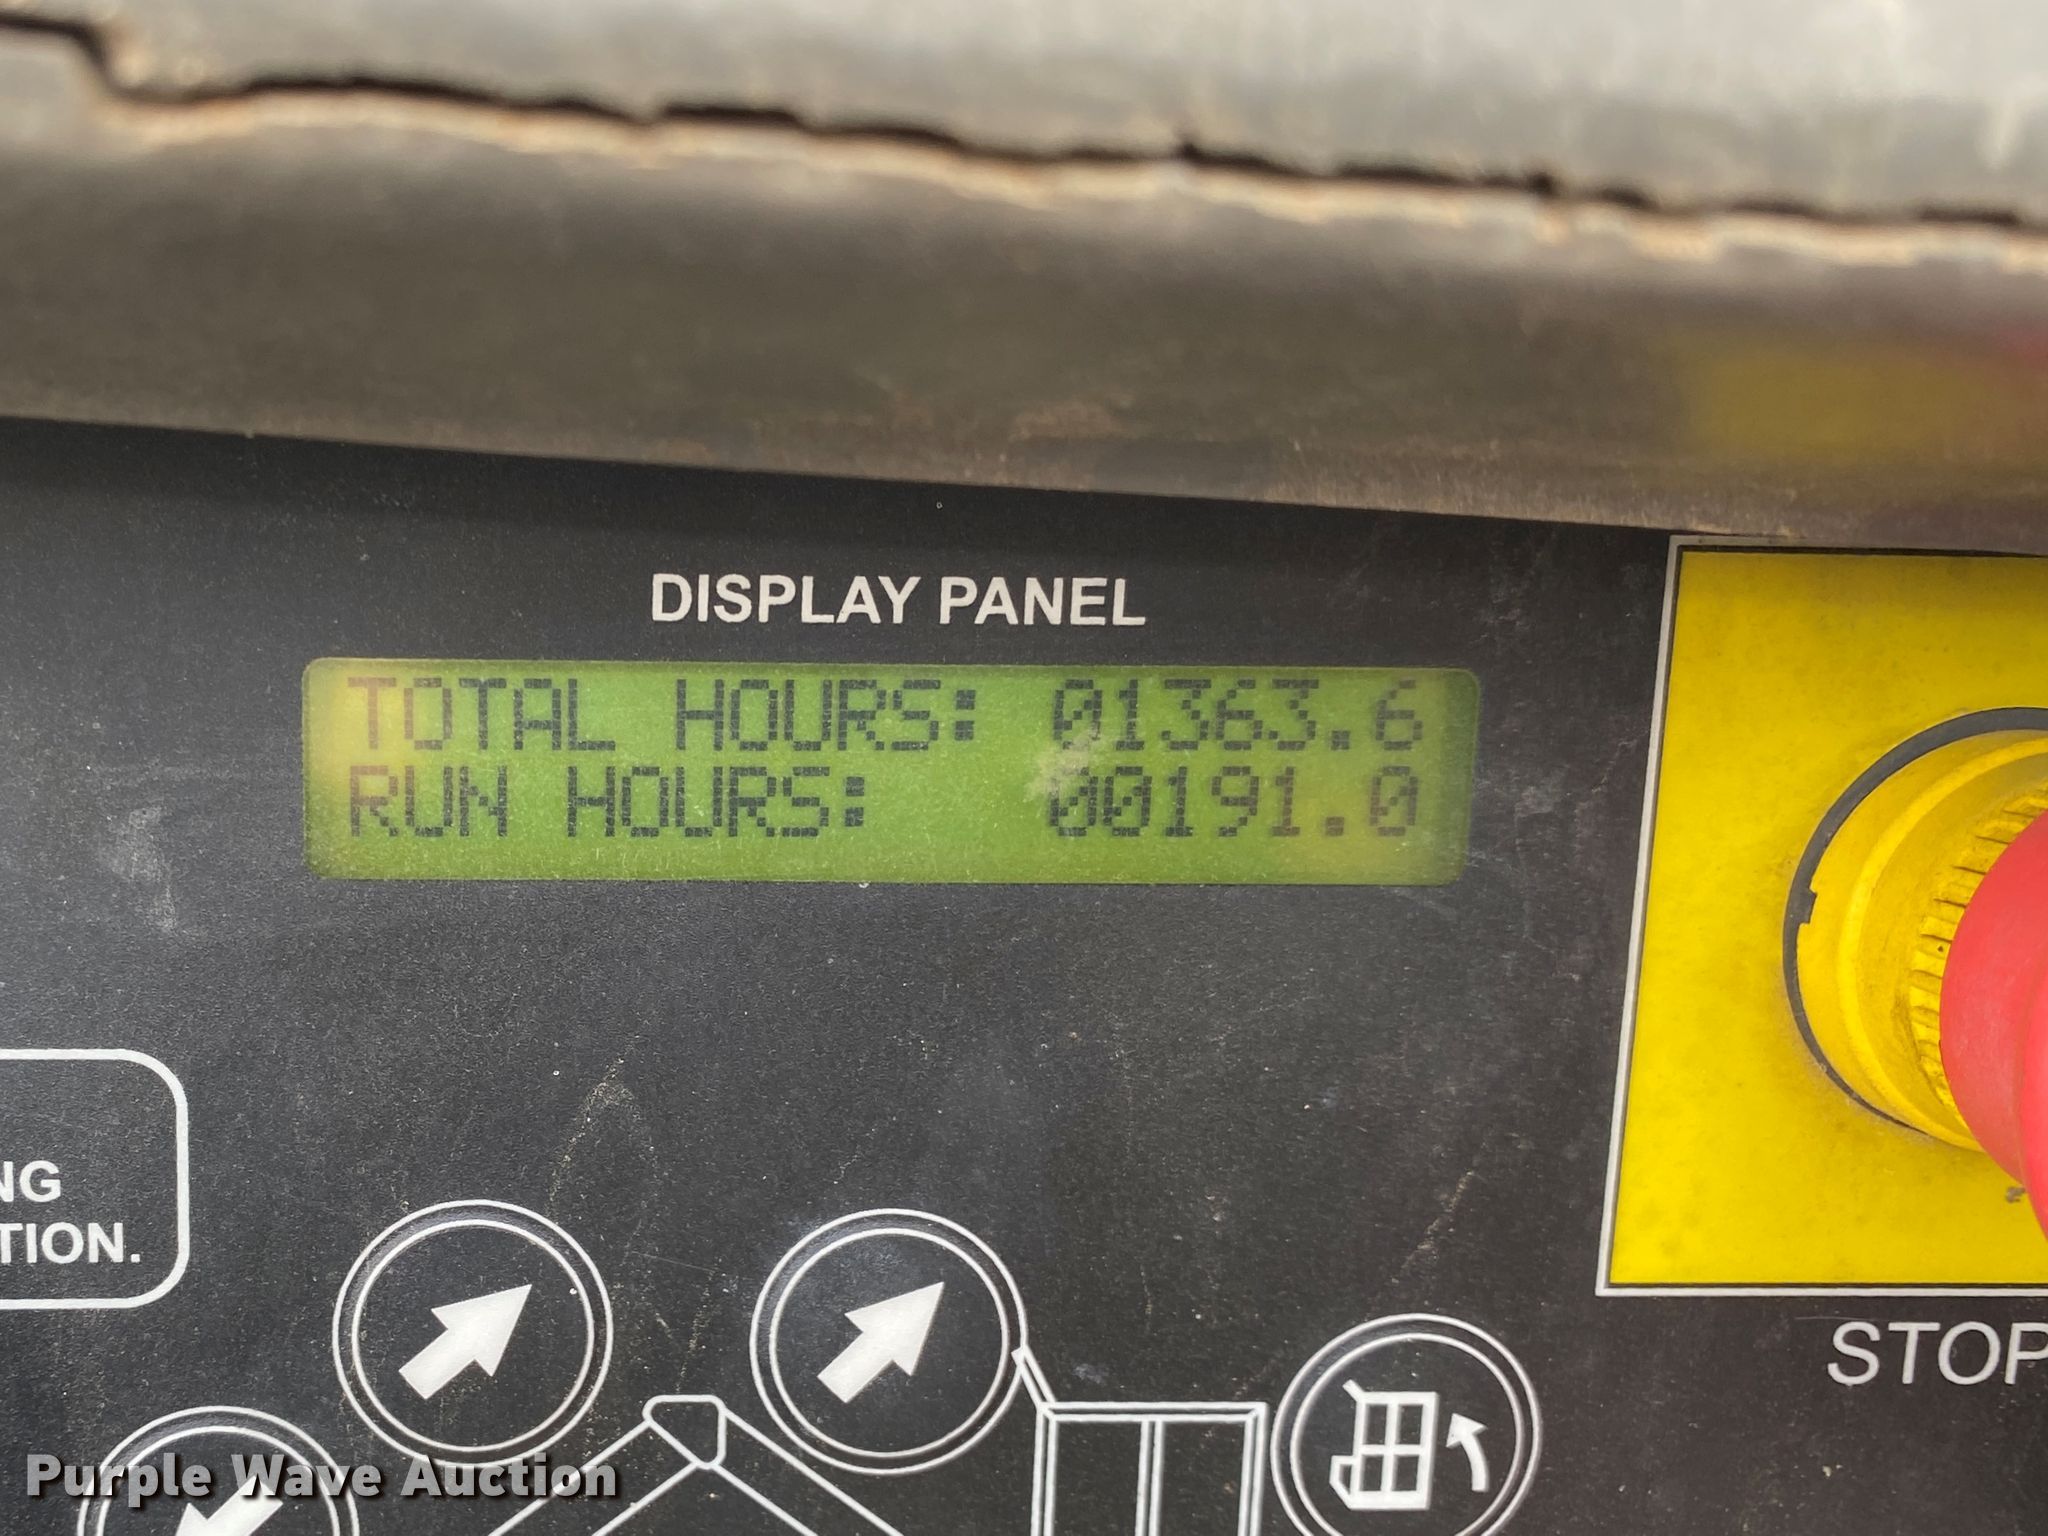 DISPLAY PANEL
TOTAL HOURS: 01363.6
RUN HOURS: 00191.0
NG
TION.
STOP
Purple Wave Auction